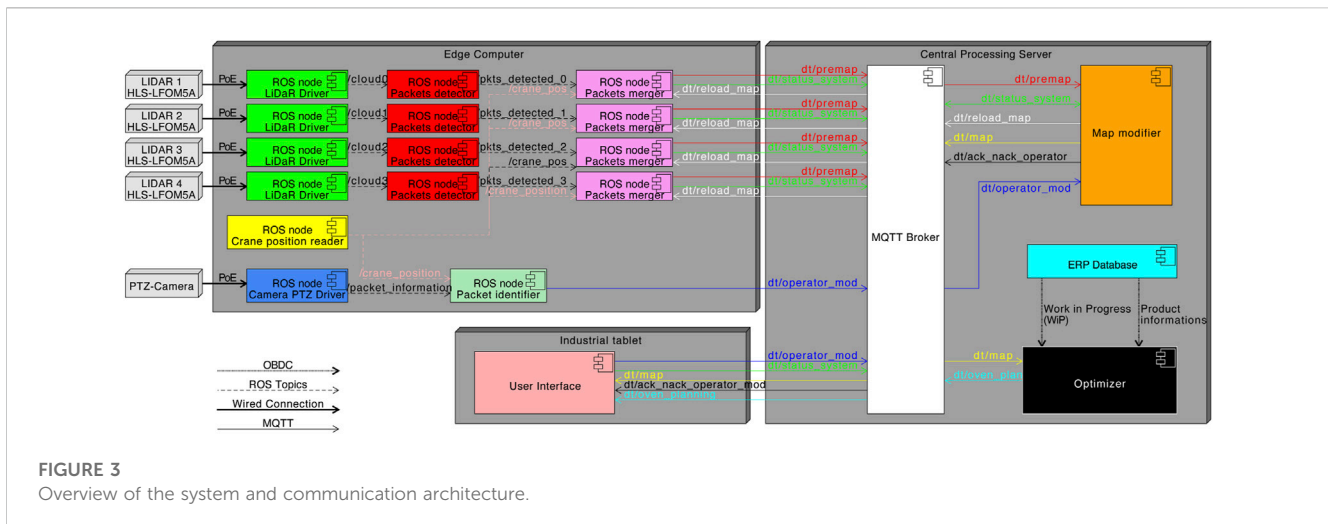 Edge Computer
Central Processing Server
LIDAR 1
HLS-LFOM5A
PoE
ROS node
LiDaR Driver
/cloud0
ROS node
Packets detector
/pkts_detected_0
/crane_pos
ROS node
Packets merger
dt/premap
dt/reload_map
LIDAR 2
HLS-LFOM5A
PoE
ROS node
LiDaR Driver
/cloud1
ROS node
Packets detector
/pkts_detected_1
/crane_pos
ROS node
Packets merger
dt/premap
dt/reload_map
LIDAR 3
HLS-LFOM5A
PoE
ROS node
LiDaR Driver
/cloud2
ROS node
Packets detector
/pkts_detected_2
/crane_pos
ROS node
Packets merger
dt/premap
dt/reload_map
LIDAR 4
HLS-LFOM5A
PoE
ROS node
LiDaR Driver
/cloud3
ROS node
Packets detector
/pkts_detected_3
/crane_position
ROS node
Packets merger
dt/premap
dt/reload_map
ROS node
Crane position reader
PTZ-Camera
PoE
ROS node
Camera PTZ Driver
/crane_position
/packet_information
ROS node
Packet identifier
dt/operator_mod
MQTT Broker
dt/premap
dt/reload_map
dt/map
dt/ack_nack_operator
dt/operator_mod
Map modifier
ERP Database
Work in Progress
(WiP)
Product
informations
dt/map
Optimizer
Industrial tablet
User Interface
dt/operator_mod
dt/map
dt/ack_nack_operator_mod
dt/oven_planning
OBDC
ROS Topics
Wired Connection
MQTT
FIGURE 3
Overview of the system and communication architecture.